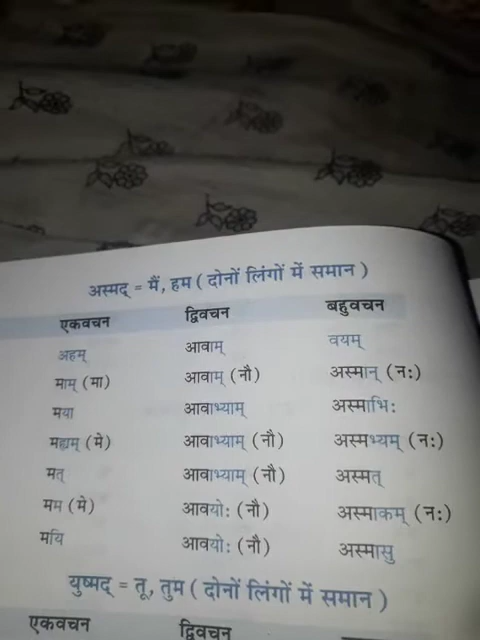 अस्मद् = मैं, हम ( दोनों लिंगों में समान )
एकवचन द्विवचन बहुवचन
अहम् आवाम् वयम्
माम् (मा) आवाम् (नौ) अस्मान् (न:)
मया आवाभ्याम् अस्माभि:
मह्यम् (मे) आवाभ्याम् (नौ) अस्मभ्यम् (न:)
मत् आवाभ्याम् (नौ) अस्मत्
मम (मे) आवयो: (नौ) अस्माकम् (न:)
मयि आवयो: (नौ) अस्मासु
युष्मद् = तू, तुम ( दोनों लिंगों में समान )
एकवचन द्विवचन